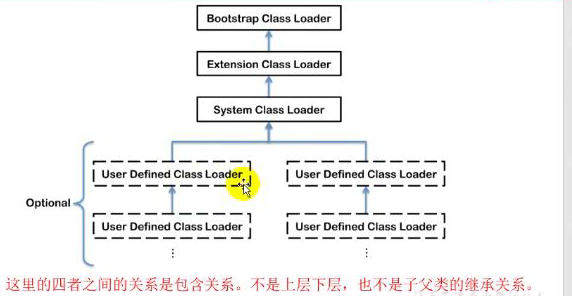 Bootstrap Class Loader
Extension Class Loader
System Class Loader
User Defined Class Loader
User Defined Class Loader
Optional
User Defined Class Loader
User Defined Class Loader
这里的四者之间的关系是包含关系。不是上层下层，也不是子父类的继承关系。